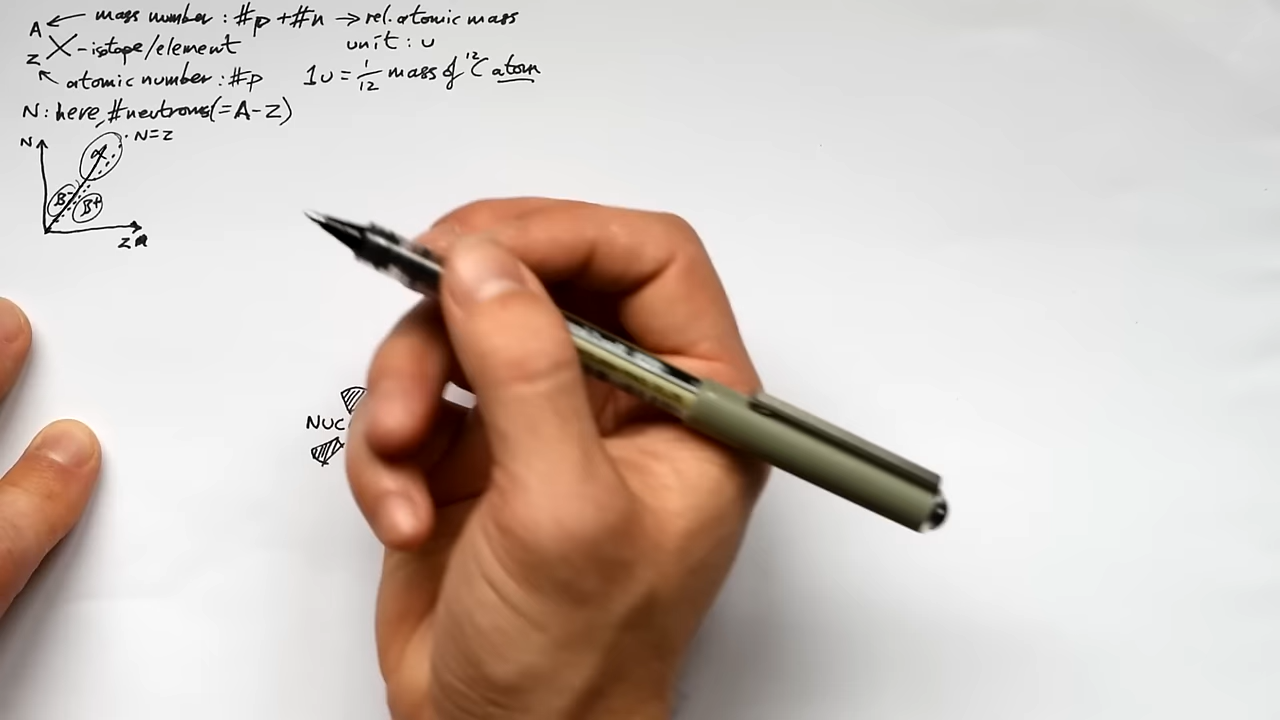 A ← mass number : #p + #n → rel. atomic mass
Z X - isotope/element unit : u
↖ atomic number : #p 1u = 1/12 mass of ¹²C atom
N : here, #neutrons (= A - Z)
N
N = Z
α
β- β+
Z
NUC